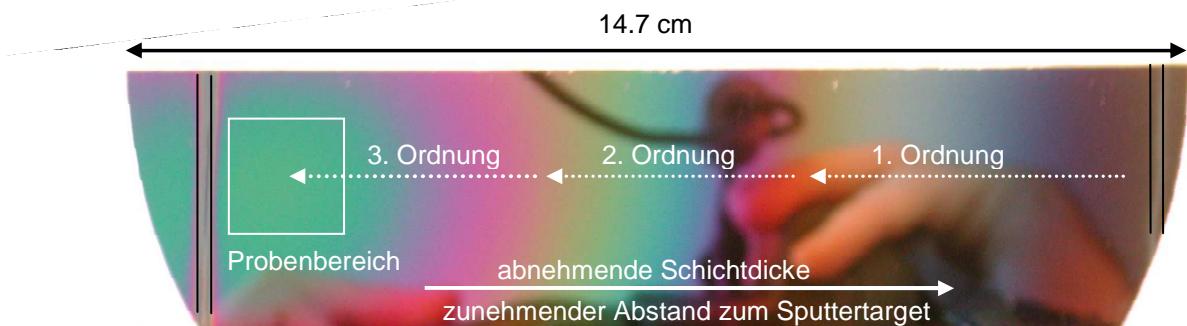 14.7 cm
3. Ordnung
2. Ordnung
1. Ordnung
Probenbereich
abnehmende Schichtdicke
zunehmender Abstand zum Sputtertarget